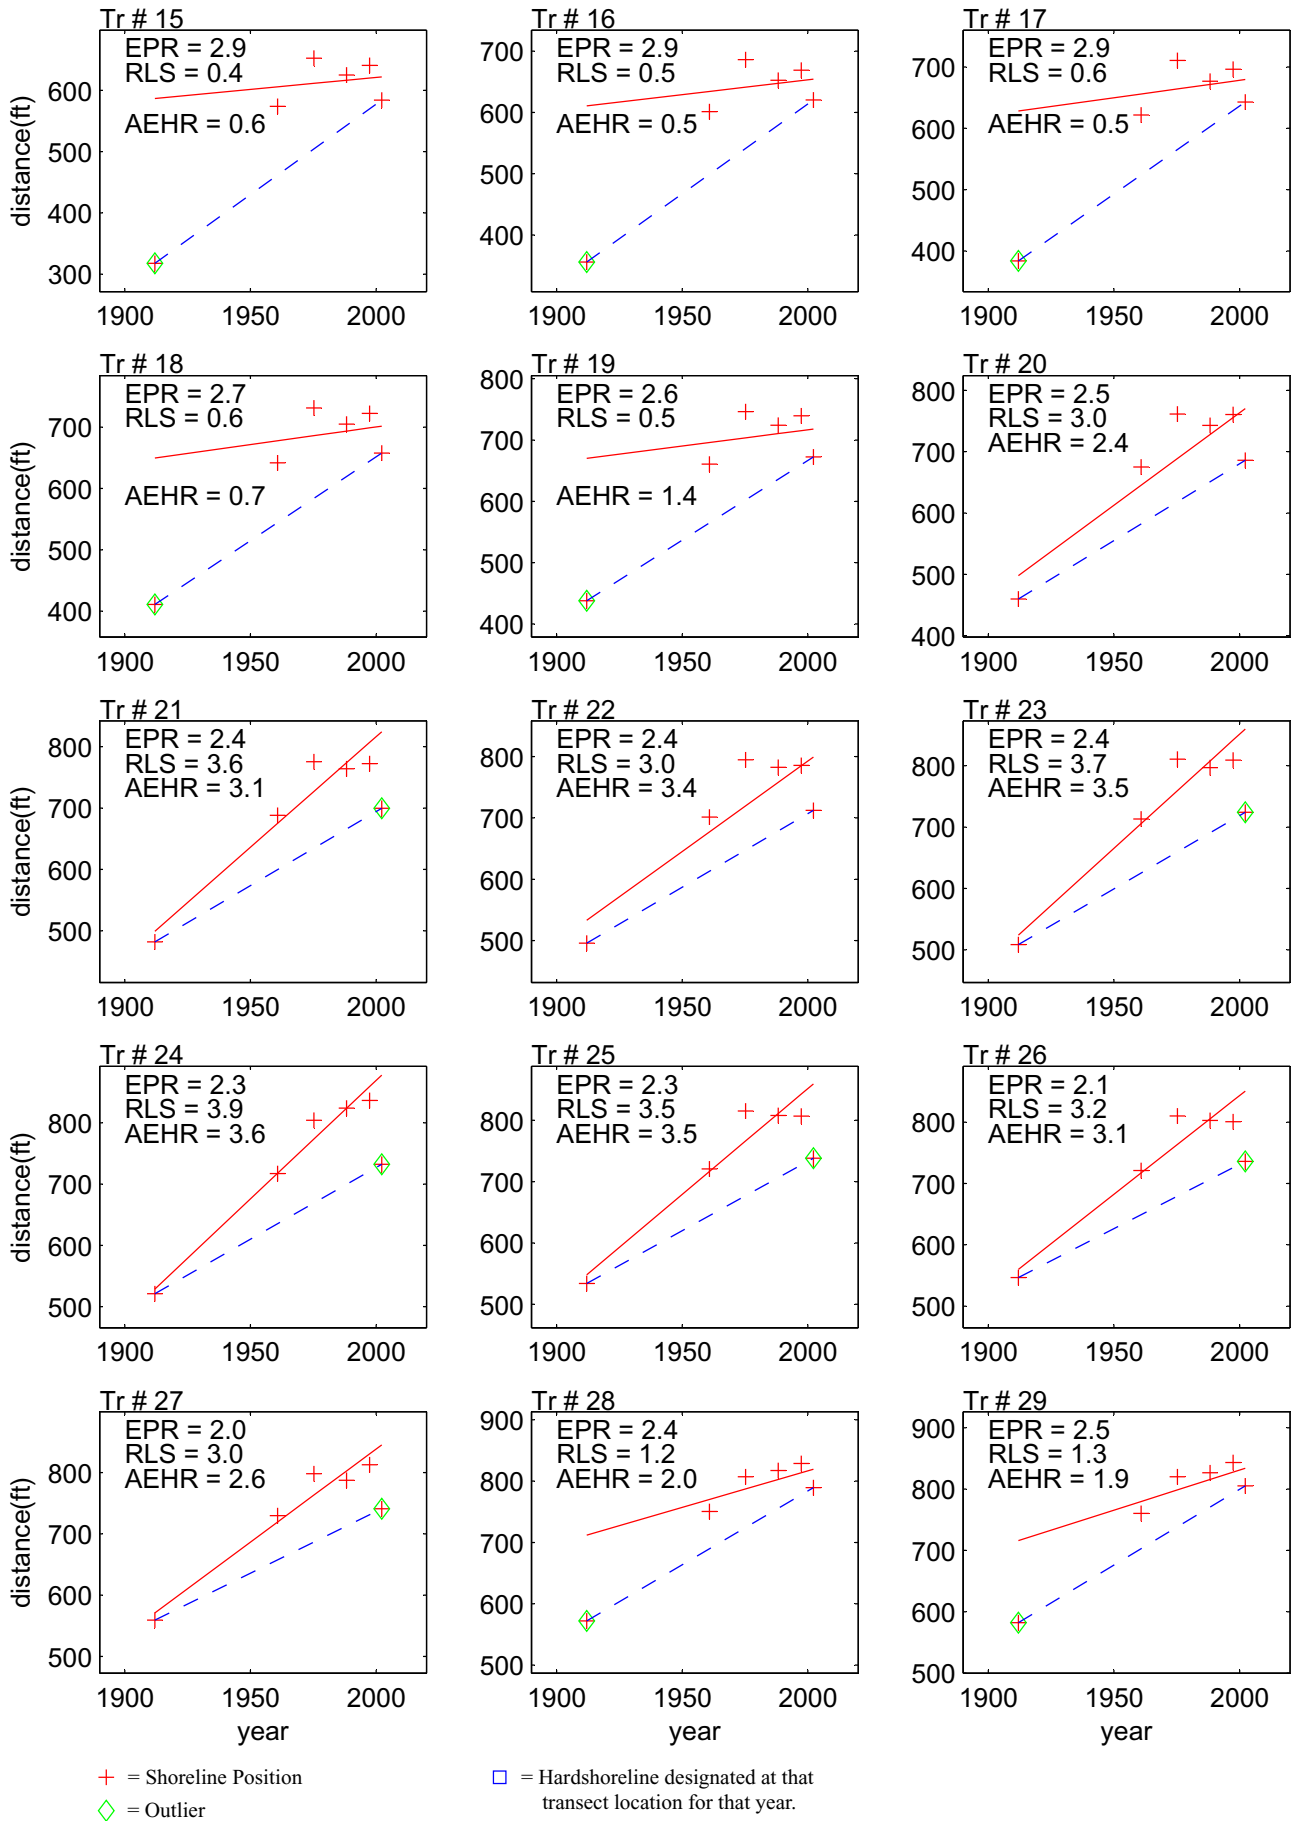 Tr # 15
EPR = 2.9
RLS = 0.4
AEHR = 0.6
600
500
400
300
distance(ft)
1900 1950 2000
Tr # 16
EPR = 2.9
RLS = 0.5
AEHR = 0.5
700
600
500
400
1900 1950 2000
Tr # 17
EPR = 2.9
RLS = 0.6
AEHR = 0.5
700
600
500
400
1900 1950 2000
Tr # 18
EPR = 2.7
RLS = 0.6
AEHR = 0.7
700
600
500
400
distance(ft)
1900 1950 2000
Tr # 19
EPR = 2.6
RLS = 0.5
AEHR = 1.4
800
700
600
500
400
1900 1950 2000
Tr # 20
EPR = 2.5
RLS = 3.0
AEHR = 2.4
800
700
600
500
400
1900 1950 2000
Tr # 21
EPR = 2.4
RLS = 3.6
AEHR = 3.1
800
700
600
500
distance(ft)
1900 1950 2000
Tr # 22
EPR = 2.4
RLS = 3.0
AEHR = 3.4
800
700
600
500
1900 1950 2000
Tr # 23
EPR = 2.4
RLS = 3.7
AEHR = 3.5
800
700
600
500
1900 1950 2000
Tr # 24
EPR = 2.3
RLS = 3.9
AEHR = 3.6
800
700
600
500
distance(ft)
1900 1950 2000
Tr # 25
EPR = 2.3
RLS = 3.5
AEHR = 3.5
800
700
600
500
1900 1950 2000
Tr # 26
EPR = 2.1
RLS = 3.2
AEHR = 3.1
800
700
600
500
1900 1950 2000
Tr # 27
EPR = 2.0
RLS = 3.0
AEHR = 2.6
800
700
600
500
distance(ft)
1900 1950 2000
year
Tr # 28
EPR = 2.4
RLS = 1.2
AEHR = 2.0
900
800
700
600
500
1900 1950 2000
year
Tr # 29
EPR = 2.5
RLS = 1.3
AEHR = 1.9
900
800
700
600
500
1900 1950 2000
year
= Shoreline Position
= Outlier
= Hardshoreline designated at that
transect location for that year.